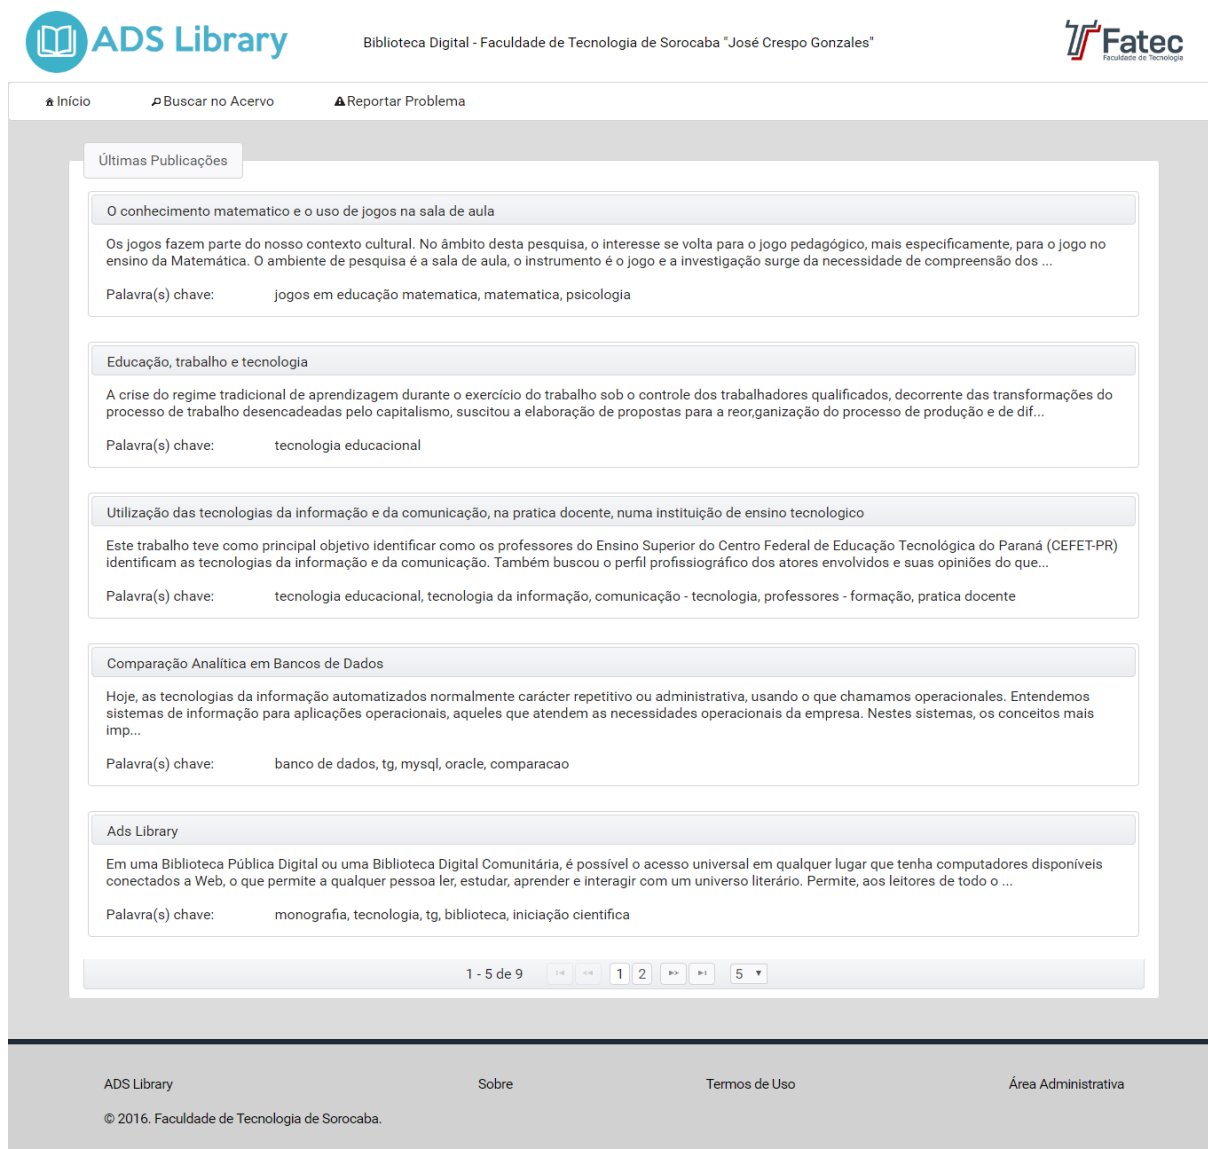 ADS Library
Biblioteca Digital - Faculdade de Tecnologia de Sorocaba "José Crespo Gonzales"
Fatec
Faculdade de Tecnologia
Início
Buscar no Acervo
Reportar Problema
Últimas Publicações
O conhecimento matematico e o uso de jogos na sala de aula
Os jogos fazem parte do nosso contexto cultural. No âmbito desta pesquisa, o interesse se volta para o jogo pedagógico, mais especificamente, para o jogo no
ensino da Matemática. O ambiente de pesquisa é a sala de aula, o instrumento é o jogo e a investigação surge da necessidade de compreensão dos ...
Palavra(s) chave: jogos em educação matematica, matematica, psicologia
Educação, trabalho e tecnologia
A crise do regime tradicional de aprendizagem durante o exercício do trabalho sob o controle dos trabalhadores qualificados, decorrente das transformações do
processo de trabalho desencadeadas pelo capitalismo, suscitou a elaboração de propostas para a reor,ganização do processo de produção e de dif...
Palavra(s) chave: tecnologia educacional
Utilização das tecnologias da informação e da comunicação, na pratica docente, numa instituição de ensino tecnologico
Este trabalho teve como principal objetivo identificar como os professores do Ensino Superior do Centro Federal de Educação Tecnológica do Paraná (CEFET-PR)
identificam as tecnologias da informação e da comunicação. Também buscou o perfil profissiográfico dos atores envolvidos e suas opiniões do que...
Palavra(s) chave: tecnologia educacional, tecnologia da informação, comunicação - tecnologia, professores - formação, pratica docente
Comparação Analítica em Bancos de Dados
Hoje, as tecnologias da informação automatizados normalmente carácter repetitivo ou administrativa, usando o que chamamos operacionales. Entendemos
sistemas de informação para aplicações operacionais, aqueles que atendem as necessidades operacionais da empresa. Nestes sistemas, os conceitos mais
imp...
Palavra(s) chave: banco de dados, tg, mysql, oracle, comparacao
Ads Library
Em uma Biblioteca Pública Digital ou uma Biblioteca Digital Comunitária, é possível o acesso universal em qualquer lugar que tenha computadores disponíveis
conectados a Web, o que permite a qualquer pessoa ler, estudar, aprender e interagir com um universo literário. Permite, aos leitores de todo o ...
Palavra(s) chave: monografia, tecnologia, tg, biblioteca, iniciação cientifica
1 - 5 de 9 1 2 5
ADS Library
Sobre
Termos de Uso
Área Administrativa
© 2016. Faculdade de Tecnologia de Sorocaba.